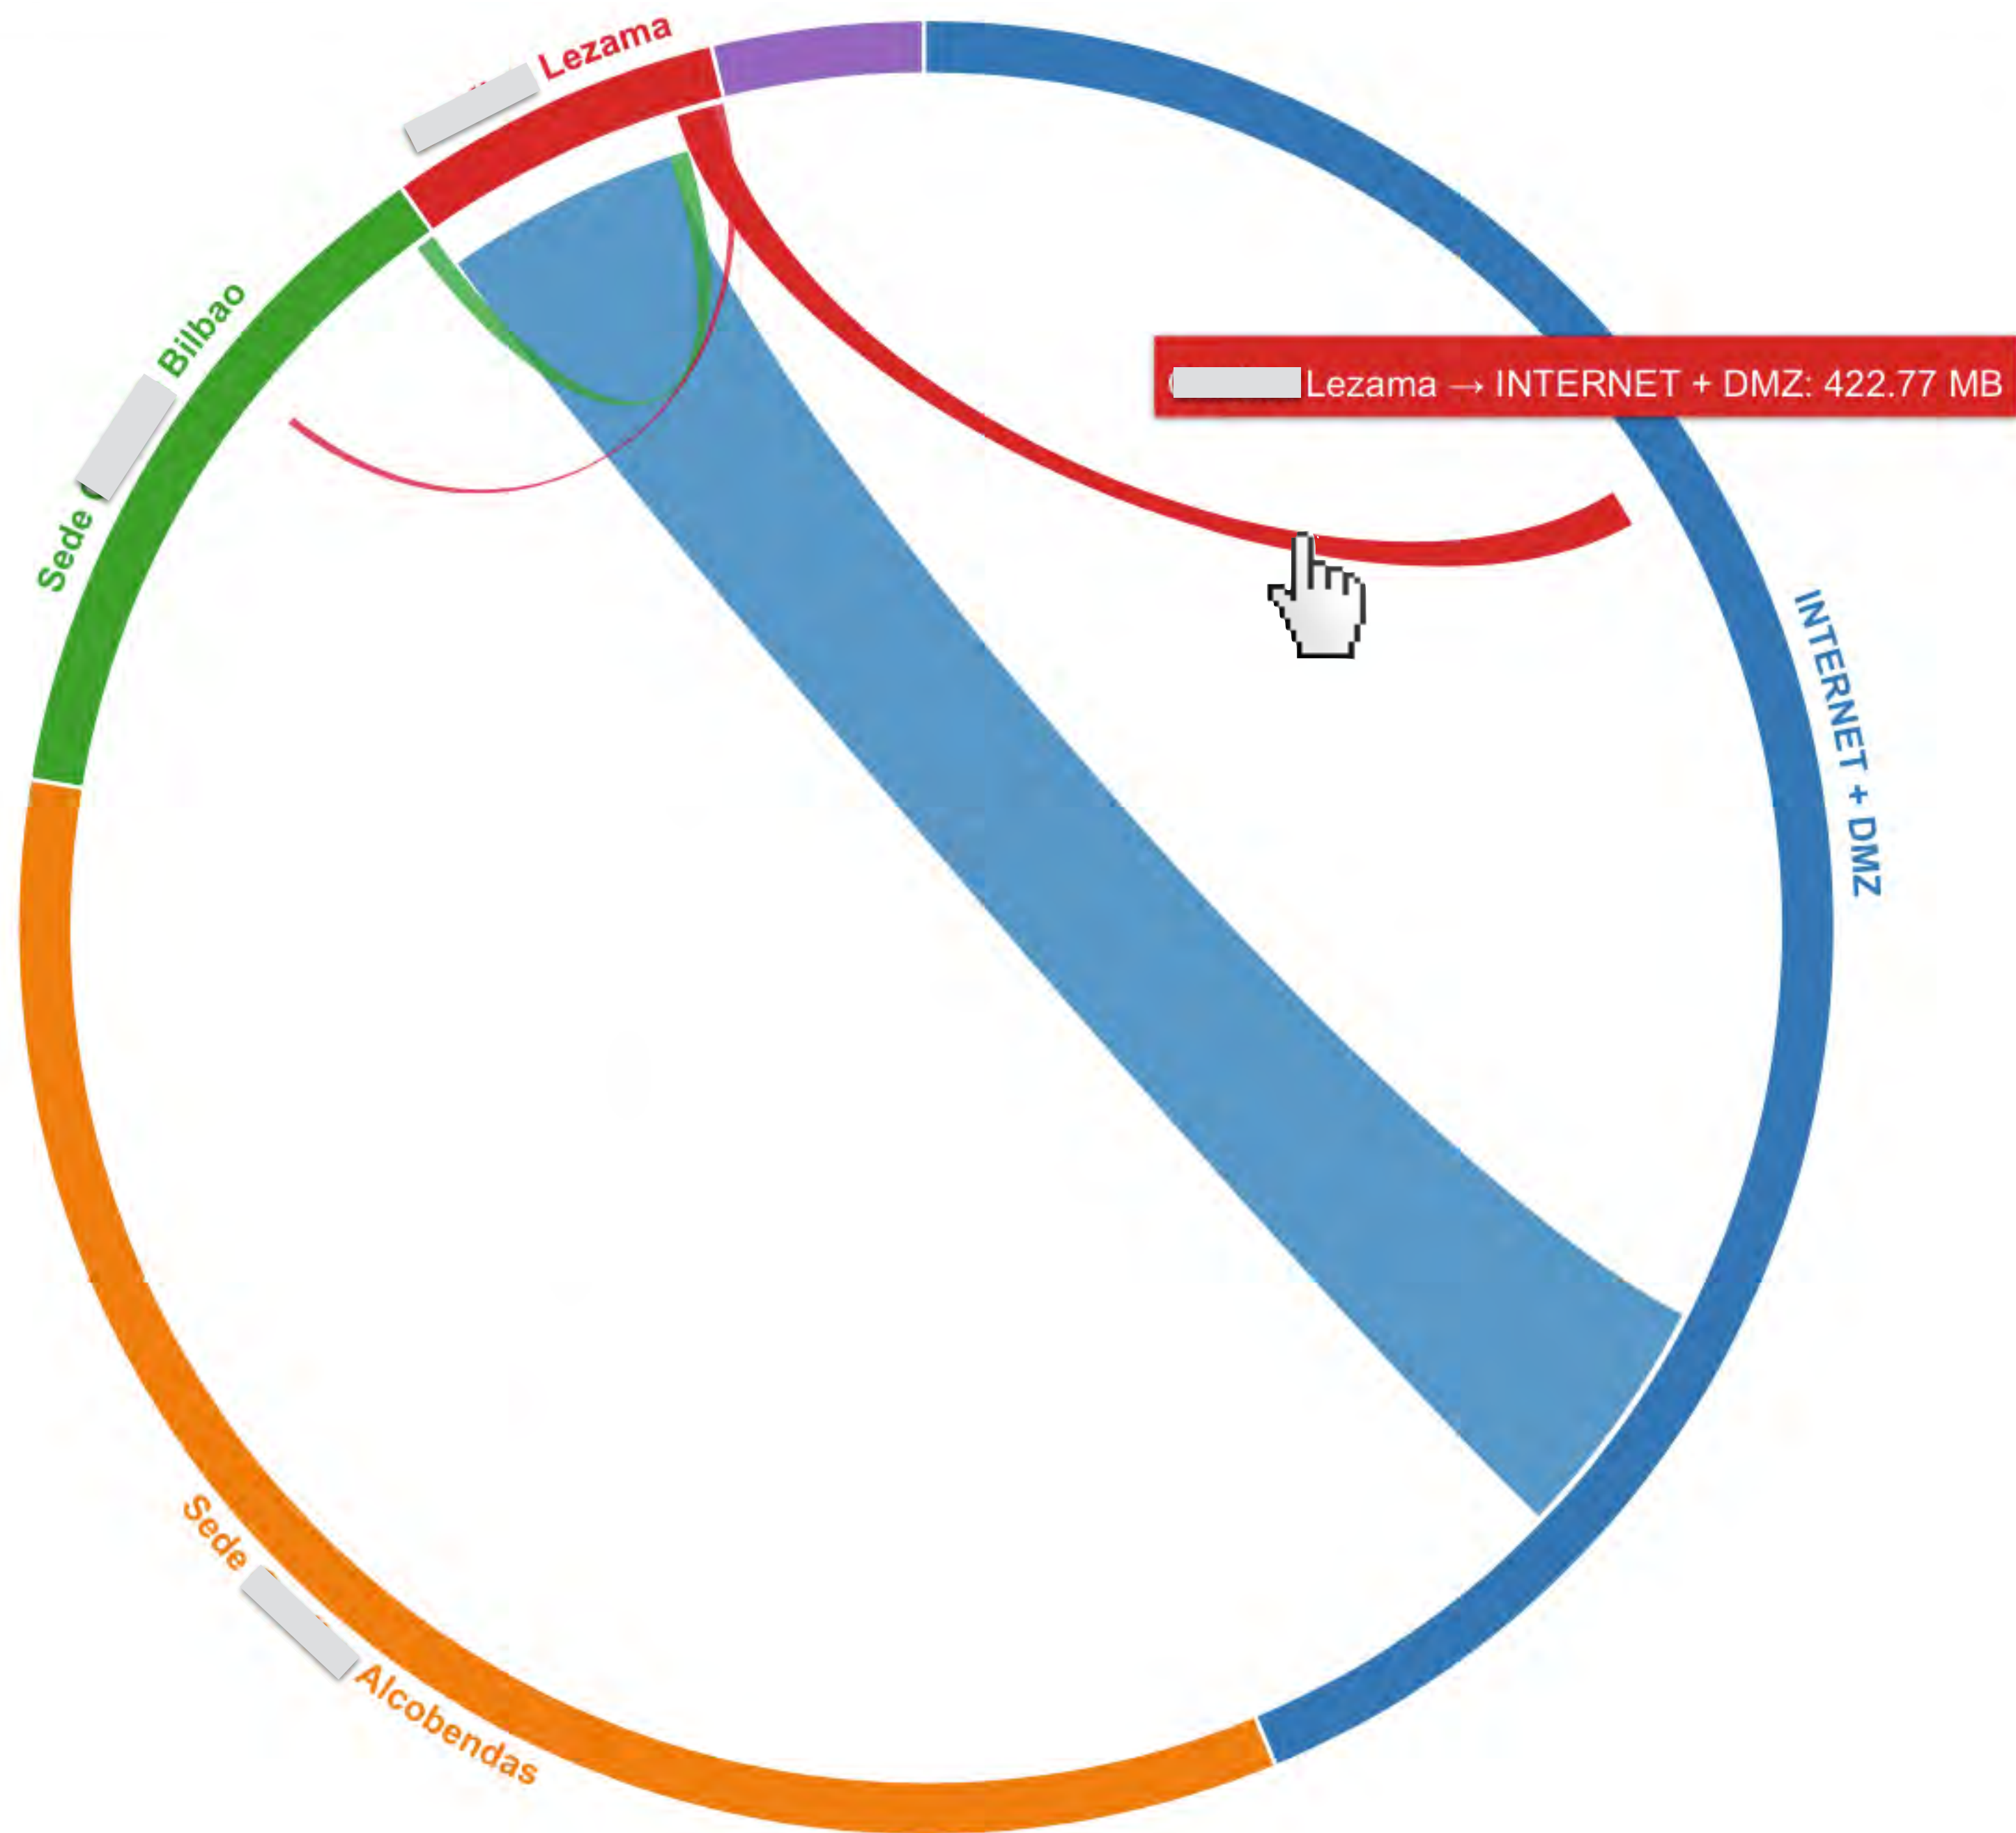 Lezama
Bilbao
Sede
Lezama → INTERNET + DMZ: 422.77 MB
INTERNET + DMZ
Sede
Alcobendas